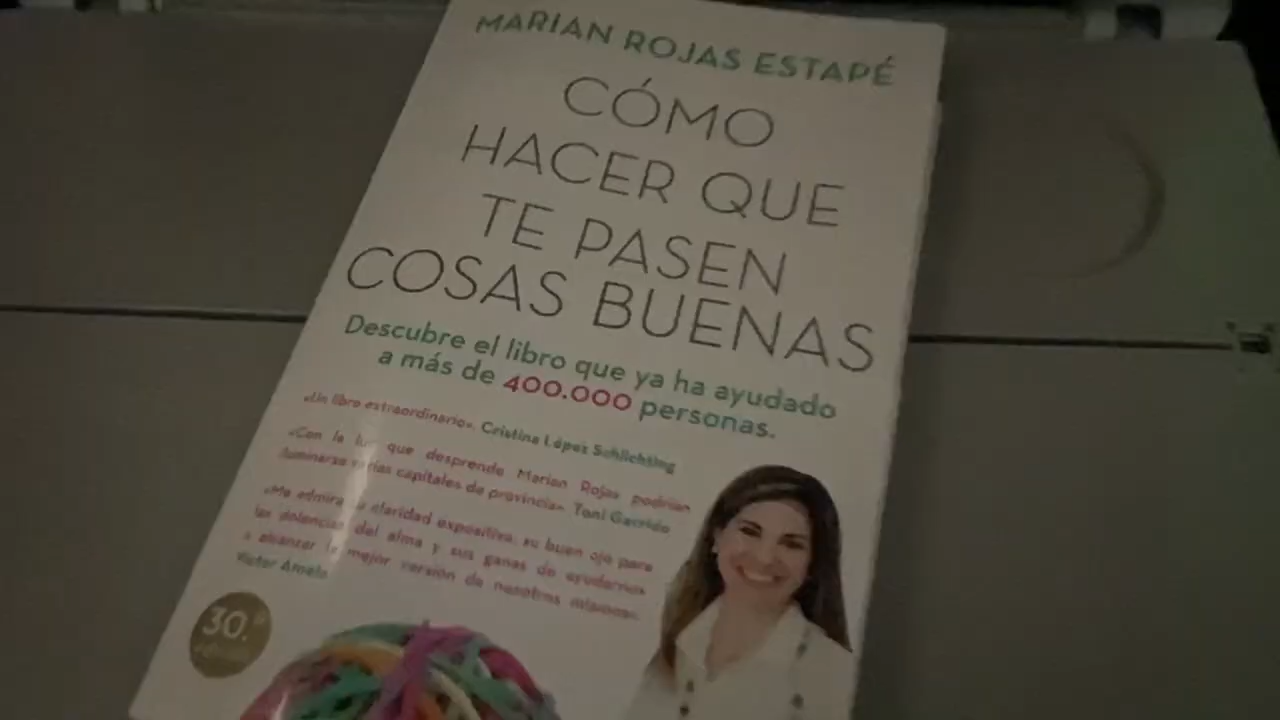 MARIAN ROJAS ESTAPÉ
CÓMO
HACER QUE
TE PASEN
COSAS BUENAS
Descubre el libro que ya ha ayudado
a más de 400.000 personas.
«Un libro extraordinario». Cristina López Schlichting
«Con la luz que desprende Marian Rojas podrían
iluminarse varias capitales de provincia». Toni Garrido
«Me admira su claridad expositiva, su buen ojo para
las dolencias del alma y sus ganas de ayudarnos
a alcanzar la mejor versión de nosotros mismos».
Víctor Amela
30.ª
edición